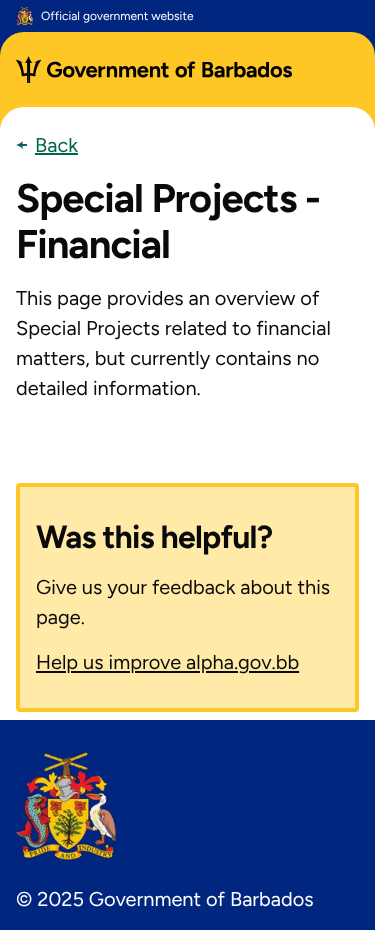 Official government website
Government of Barbados
Back
Special Projects -
Financial
This page provides an overview of
Special Projects related to financial
matters, but currently contains no
detailed information.
Was this helpful?
Give us your feedback about this
page.
Help us improve alpha.gov.bb
PRIDE AND INDUSTRY
© 2025 Government of Barbados